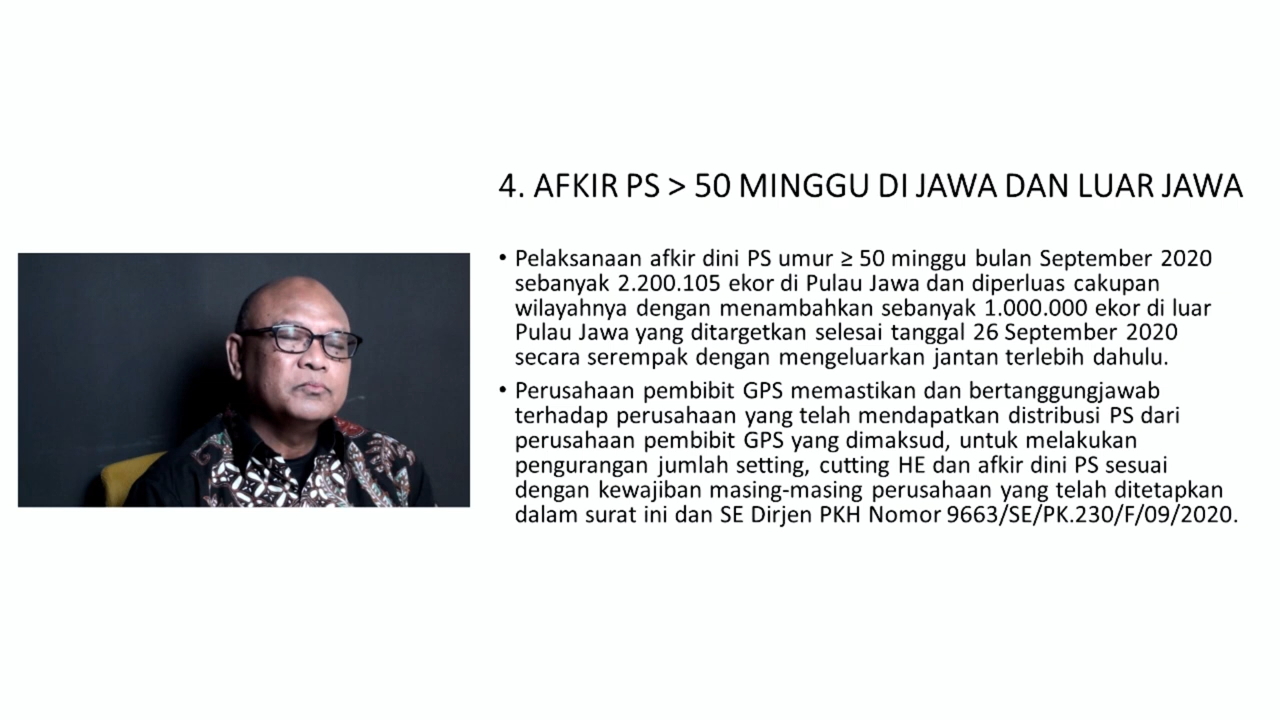 4. AFKIR PS > 50 MINGGU DI JAWA DAN LUAR JAWA
• Pelaksanaan afkir dini PS umur ≥ 50 minggu bulan September 2020
sebanyak 2.200.105 ekor di Pulau Jawa dan diperluas cakupan
wilayahnya dengan menambahkan sebanyak 1.000.000 ekor di luar
Pulau Jawa yang ditargetkan selesai tanggal 26 September 2020
secara serempak dengan mengeluarkan jantan terlebih dahulu.
• Perusahaan pembibit GPS memastikan dan bertanggungjawab
terhadap perusahaan yang telah mendapatkan distribusi PS dari
perusahaan pembibit GPS yang dimaksud, untuk melakukan
pengurangan jumlah setting, cutting HE dan afkir dini PS sesuai
dengan kewajiban masing-masing perusahaan yang telah ditetapkan
dalam surat ini dan SE Dirjen PKH Nomor 9663/SE/PK.230/F/09/2020.